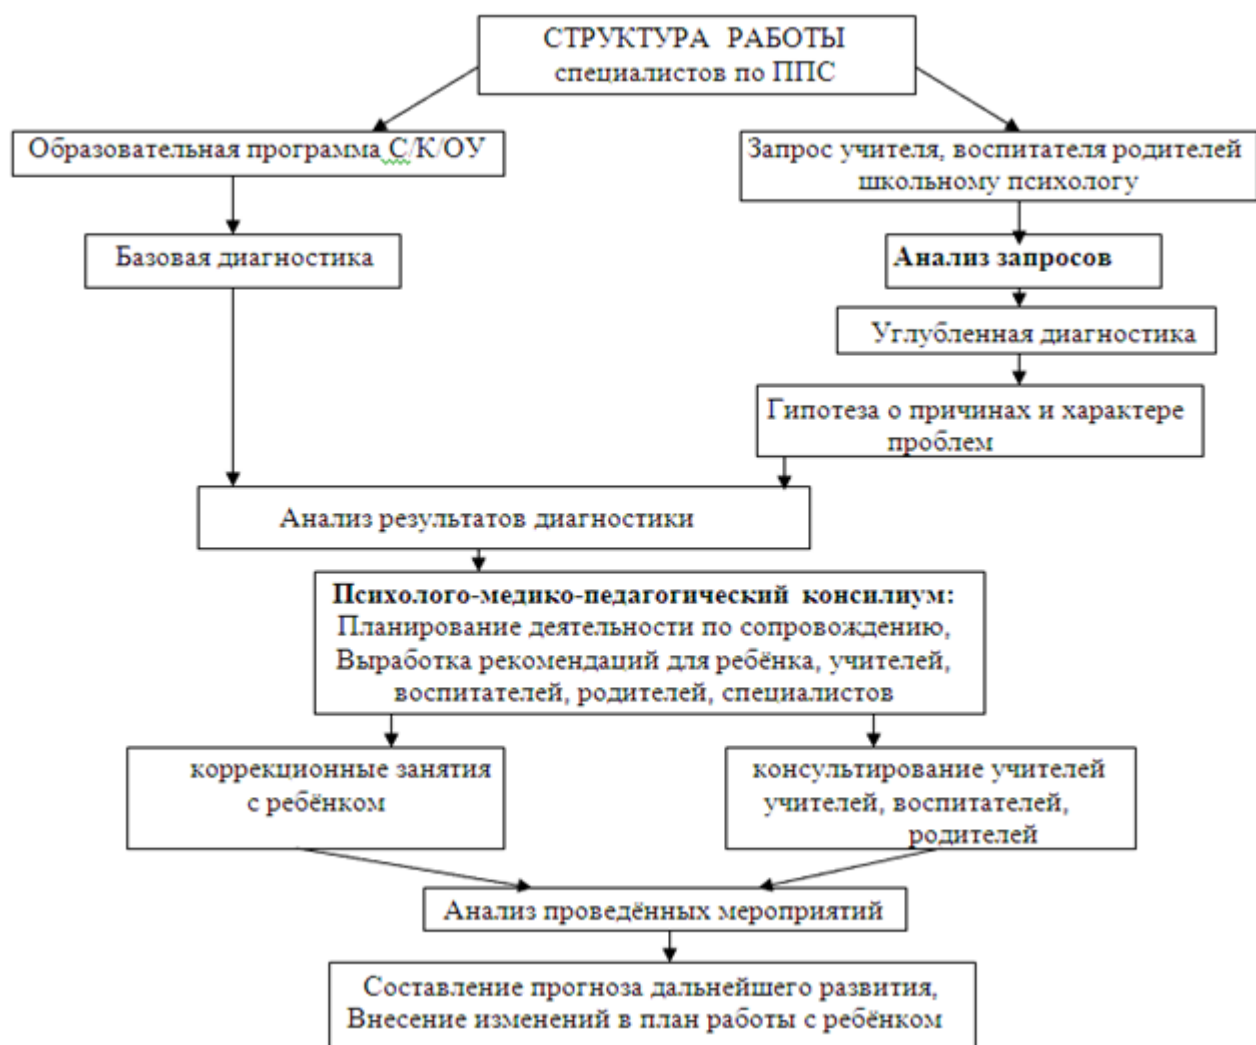 СТРУКТУРА РАБОТЫ
специалистов по ППС
Образовательная программа С/К/ОУ
Запрос учителя, воспитателя родителей
школьному психологу
Базовая диагностика
Анализ запросов
Углубленная диагностика
Гипотеза о причинах и характере
проблем
Анализ результатов диагностики
Психолого-медико-педагогический консилиум:
Планирование деятельности по сопровождению,
Выработка рекомендаций для ребёнка, учителей,
воспитателей, родителей, специалистов
коррекционные занятия
с ребёнком
консультирование учителей
учителей, воспитателей,
родителей
Анализ проведённых мероприятий
Составление прогноза дальнейшего развития,
Внесение изменений в план работы с ребёнком